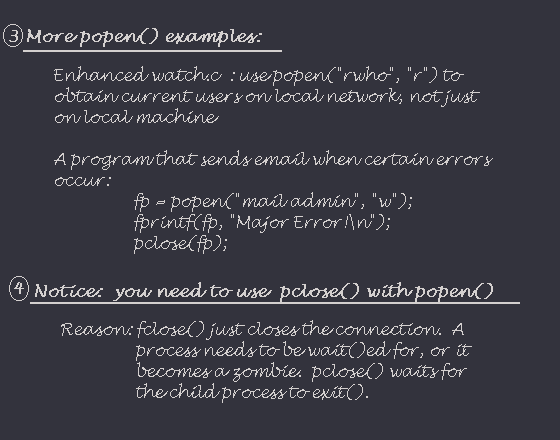 ③ More popen() examples:
Enhanced watch.c : use popen("rwho", "r") to
obtain current users on local network, not just
on local machine
A program that sends email when certain errors
occur:
fp = popen("mail admin", "w");
fprintf(fp, "Major Error!\n");
pclose(fp);
④ Notice: you need to use pclose() with popen()
Reason: fclose() just closes the connection. A
process needs to be wait()ed for, or it
becomes a zombie. pclose() waits for
the child process to exit().